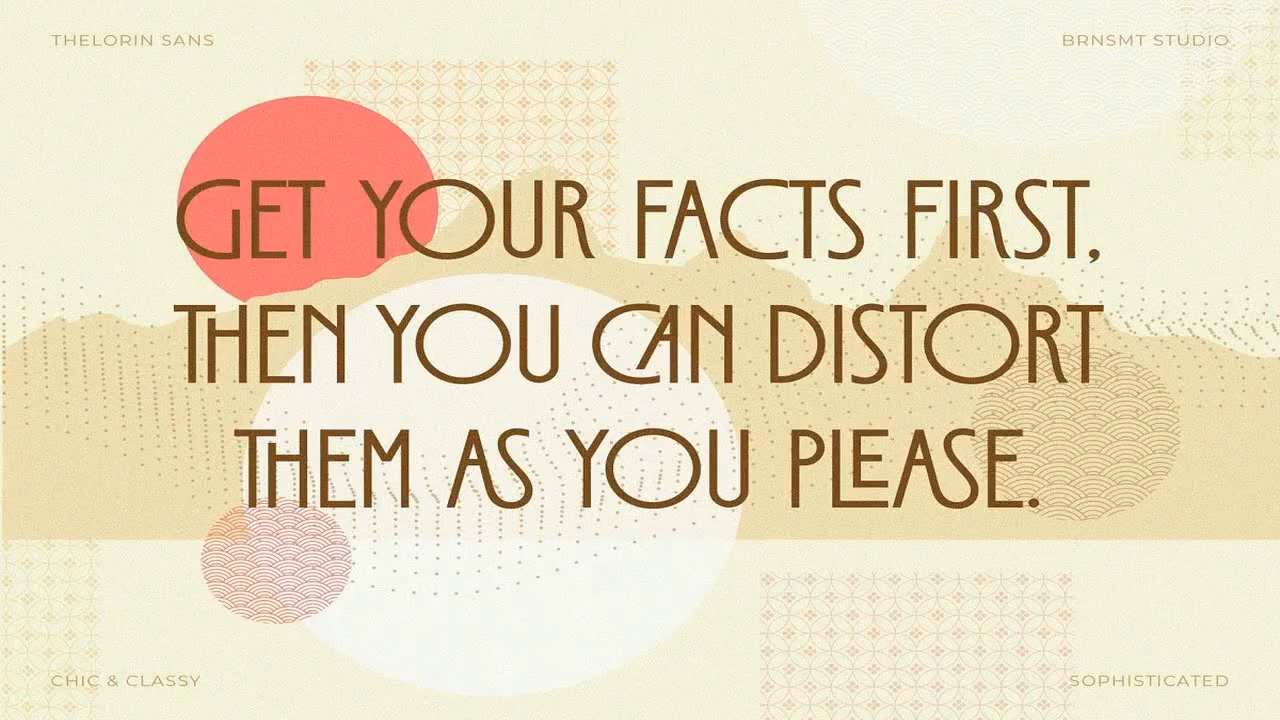 THELORIN SANS
BRNSMT STUDIO
GET YOUR FACTS FIRST,
THEN YOU CAN DISTORT
THEM AS YOU PLEASE.
CHIC & CLASSY
SOPHISTICATED